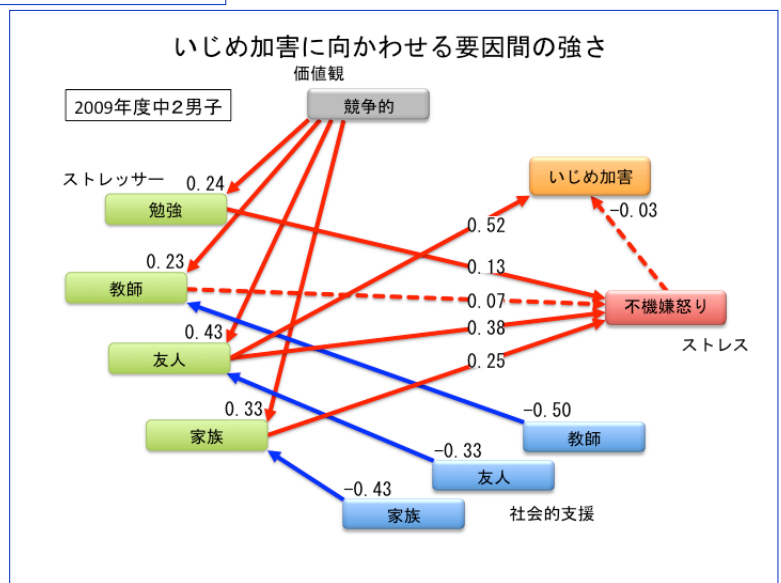 いじめ加害に向かわせる要因間の強さ
価値観
2009年度中２男子
競争的
ストレッサー
0.24
勉強
いじめ加害
-0.03
0.52
0.23
0.13
教師
0.07
不機嫌怒り
0.43
0.38
ストレス
友人
0.25
0.33
-0.50
家族
教師
-0.33
友人
-0.43
家族
社会的支援